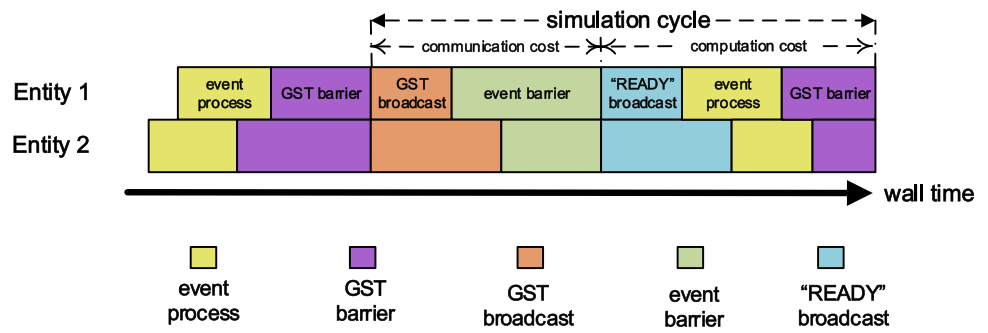 simulation cycle
communication cost
computation cost
Entity 1
event
process
GST barrier
GST
broadcast
event barrier
“READY”
broadcast
event
process
GST barrier
Entity 2
wall time
event
process
GST
barrier
GST
broadcast
event
barrier
“READY”
broadcast